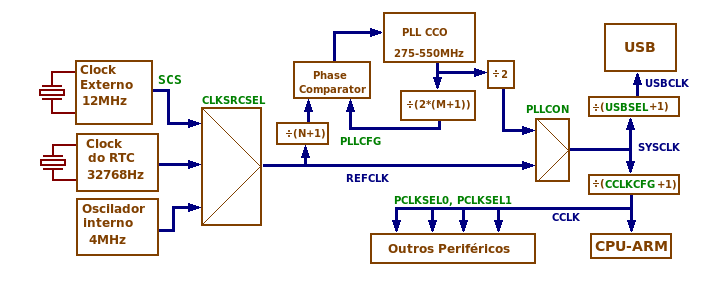 Clock
Externo
12MHz
SCS
Clock
do RTC
32768Hz
Oscilador
interno
4MHz
CLKSRCSEL
÷(N+1)
Phase
Comparator
PLL CCO
275-550MHz
÷(2*(M+1))
PLLCFG
÷2
REFCLK
PLLCON
USB
USBCLK
÷(USBSEL+1)
SYSCLK
÷(CCLKCFG+1)
PCLKSEL0, PCLKSEL1
CCLK
Outros Periféricos
CPU-ARM